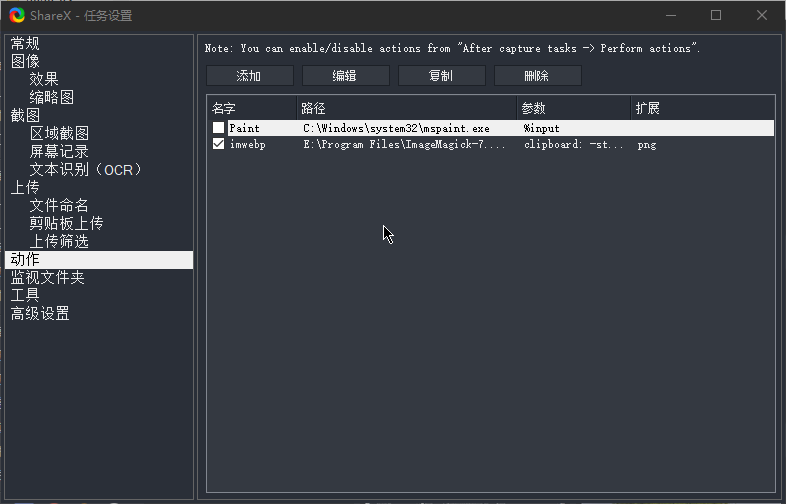 ShareX - 任务设置
常规
图像
效果
缩略图
截图
区域截图
屏幕记录
文本识别（OCR）
上传
文件命名
剪贴板上传
上传筛选
动作
监视文件夹
工具
高级设置
Note: You can enable/disable actions from "After capture tasks -> Perform actions".
添加 编辑 复制 删除
名字 路径 参数 扩展
Paint C:\Windows\system32\mspaint.exe %input
imwebp E:\Program Files\ImageMagick-7.... clipboard: -st... png